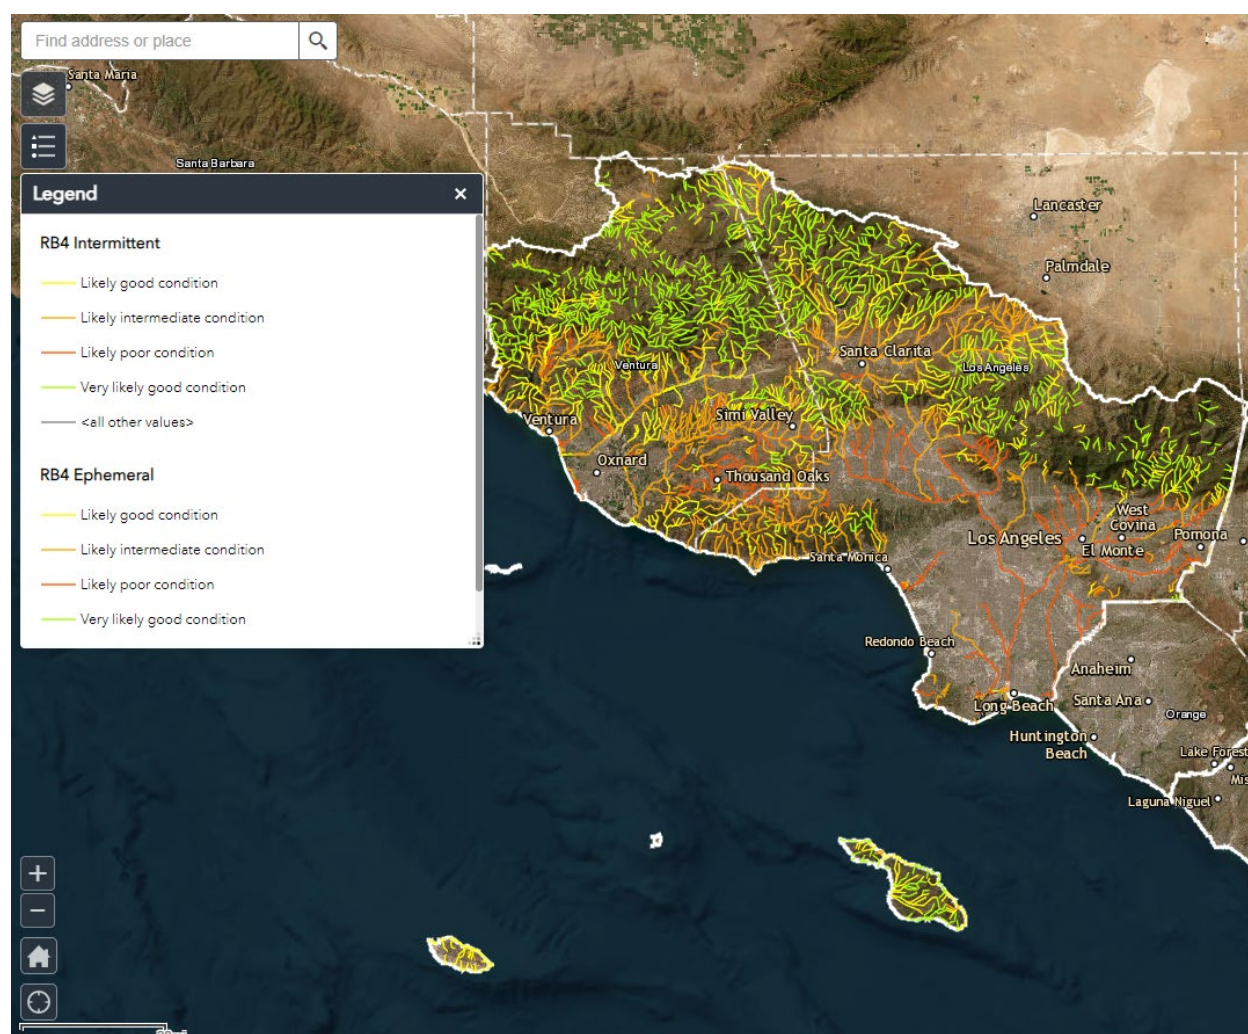 Find address or place
Santa Maria
Santa Barbara
Legend
RB4 Intermittent
Likely good condition
Likely intermediate condition
Likely poor condition
Very likely good condition
<all other values>
RB4 Ephemeral
Likely good condition
Likely intermediate condition
Likely poor condition
Very likely good condition
Lancaster
Palmdale
Santa Clarita
Los Angeles
Ventura
Simi Valley
Ventura
Oxnard
Thousand Oaks
West
Covina
Los Angeles
El Monte
Pomona
Santa Monica
Redondo Beach
Anaheim
Santa Ana
Long Beach
Orange
Huntington
Beach
Lake Forest
Mis
Laguna Niguel